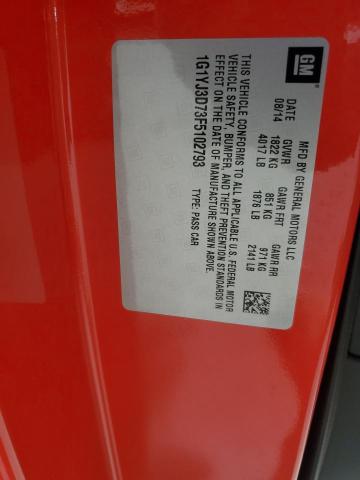 GM
MFD BY GENERAL MOTORS LLC
DATE GVWR GAWR FRT GAWR RR
08/14 1822 KG 851 KG 971 KG
4017 LB 1876 LB 2141 LB
THIS VEHICLE CONFORMS TO ALL APPLICABLE U.S. FEDERAL MOTOR
VEHICLE SAFETY, BUMPER, AND THEFT PREVENTION STANDARDS IN
EFFECT ON THE DATE OF MANUFACTURE SHOWN ABOVE.
1G1YJ3D73F5102793 TYPE: PASS CAR